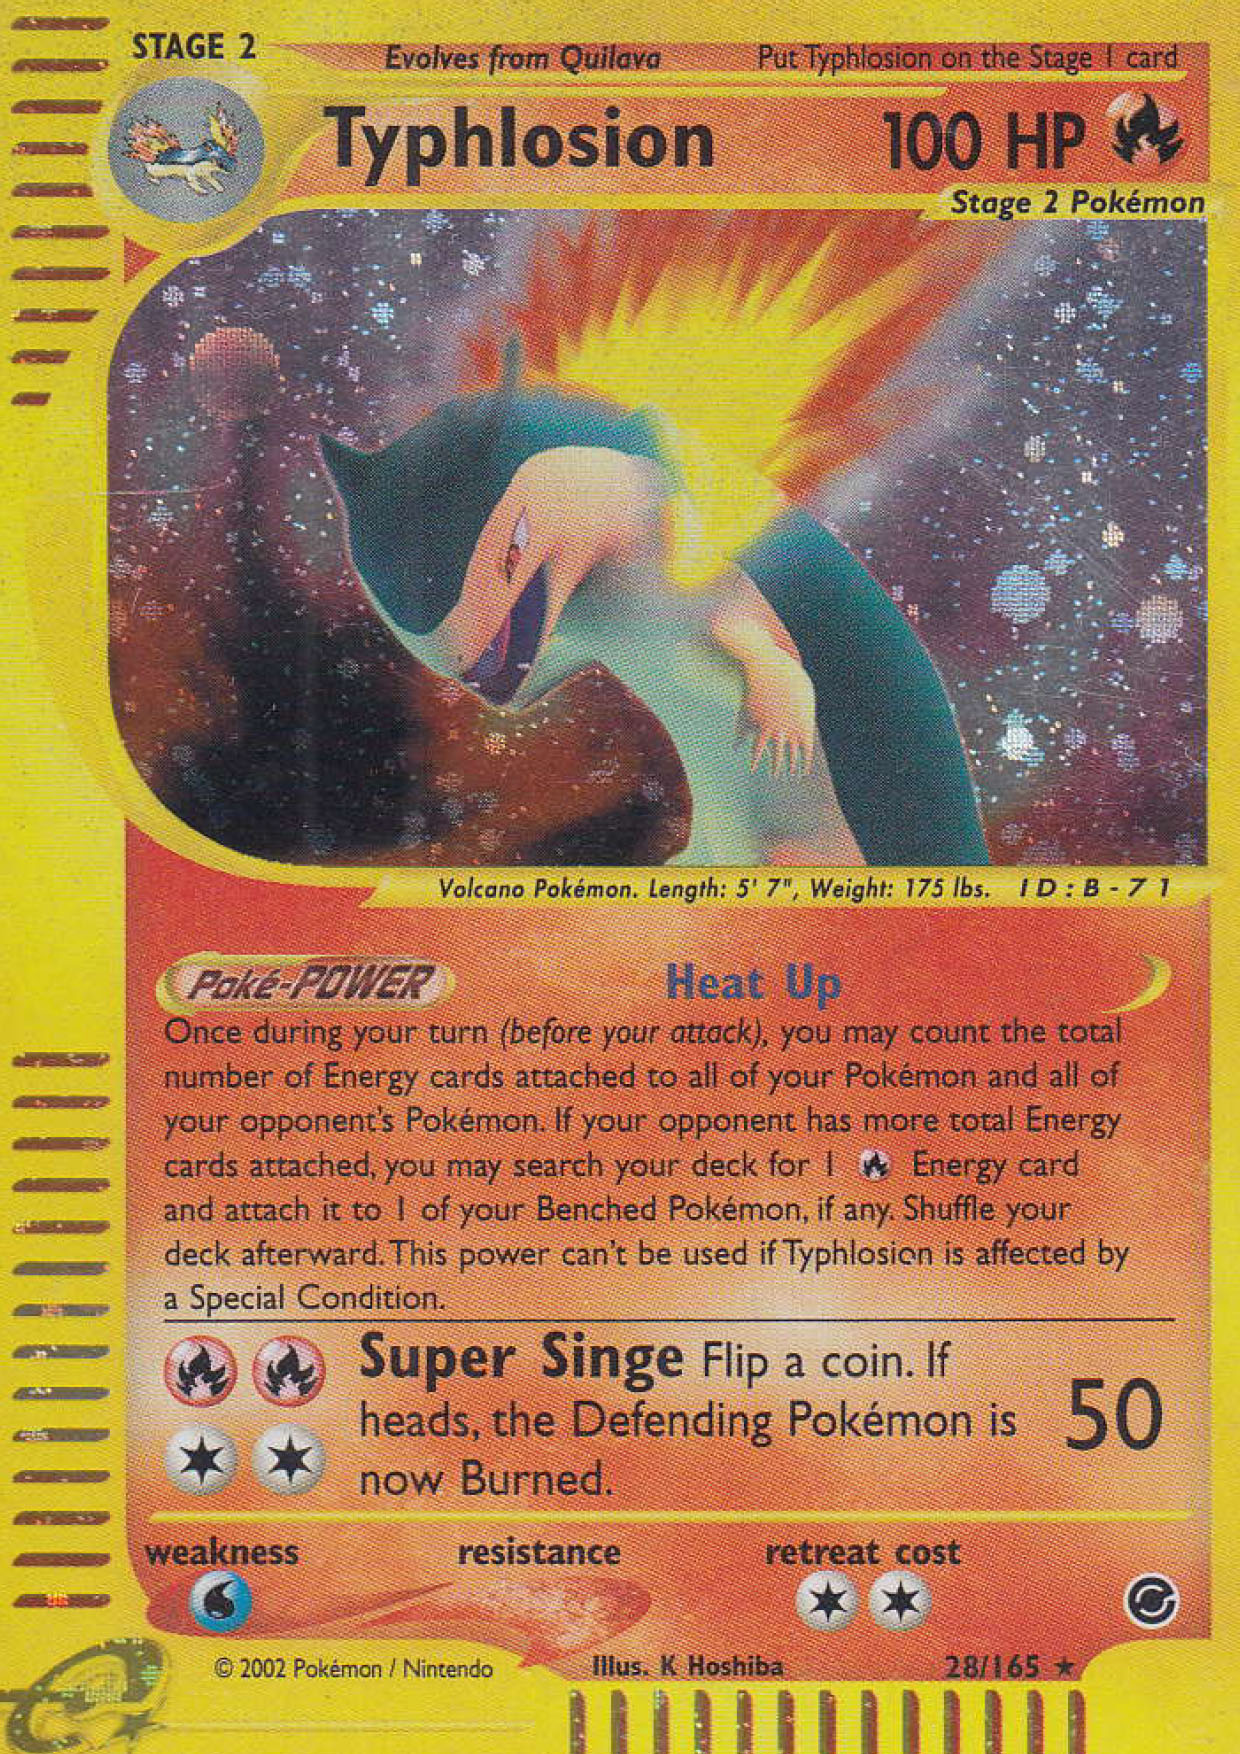 STAGE 2
Evolves from Quilava
Put Typhlosion on the Stage 1 card
Typhlosion
100 HP
Stage 2 Pokémon
Volcano Pokémon. Length: 5' 7", Weight: 175 lbs. ID:B-71
Poké-POWER
Heat Up
Once during your turn (before your attack), you may count the total
number of Energy cards attached to all of your Pokémon and all of
your opponent's Pokémon. If your opponent has more total Energy
cards attached, you may search your deck for 1 Energy card
and attach it to 1 of your Benched Pokémon, if any. Shuffle your
deck afterward. This power can't be used if Typhlosion is affected by
a Special Condition.
Super Singe Flip a coin. If
heads, the Defending Pokémon is
now Burned.
50
weakness
resistance
retreat cost
© 2002 Pokémon / Nintendo
Illus. K Hoshiba
28/165 ★